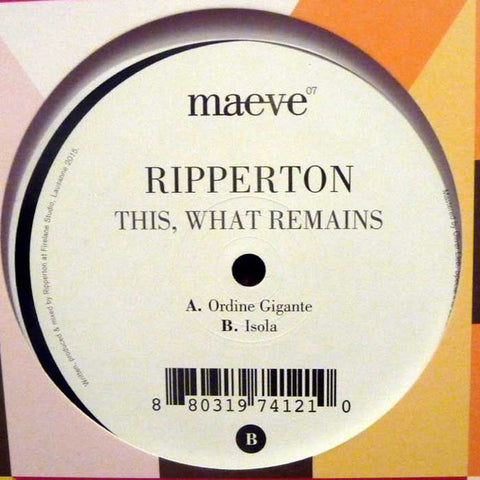 maeve 07
RIPPERTON
THIS, WHAT REMAINS
A. Ordine Gigante
B. Isola
8 80319 74121 0
B
Written, produced & mixed by Ripperton at Firelane Studio, Lausanne 2015.